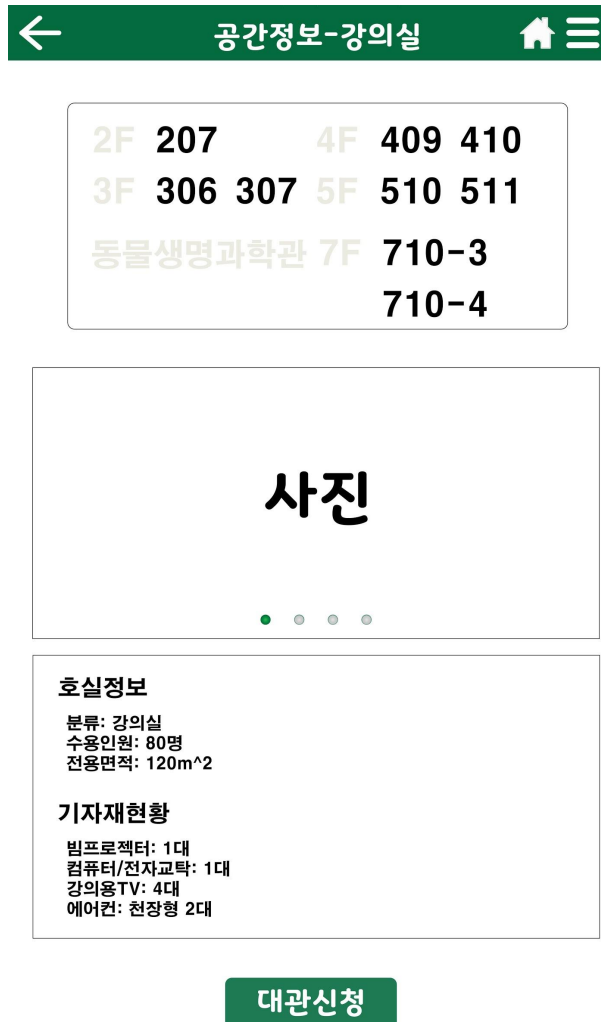 공간정보-강의실
2F 207 4F 409 410
3F 306 307 5F 510 511
동물생명과학관 7F 710-3
710-4
사진
호실정보
분류: 강의실
수용인원: 80명
전용면적: 120m^2
기자재현황
빔프로젝터: 1대
컴퓨터/전자교탁: 1대
강의용TV: 4대
에어컨: 천장형 2대
대관신청